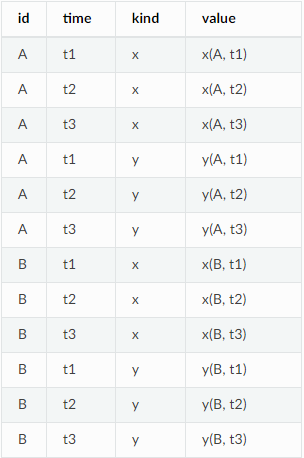 id time kind value
A t1 x x(A, t1)
A t2 x x(A, t2)
A t3 x x(A, t3)
A t1 y y(A, t1)
A t2 y y(A, t2)
A t3 y y(A, t3)
B t1 x x(B, t1)
B t2 x x(B, t2)
B t3 x x(B, t3)
B t1 y y(B, t1)
B t2 y y(B, t2)
B t3 y y(B, t3)